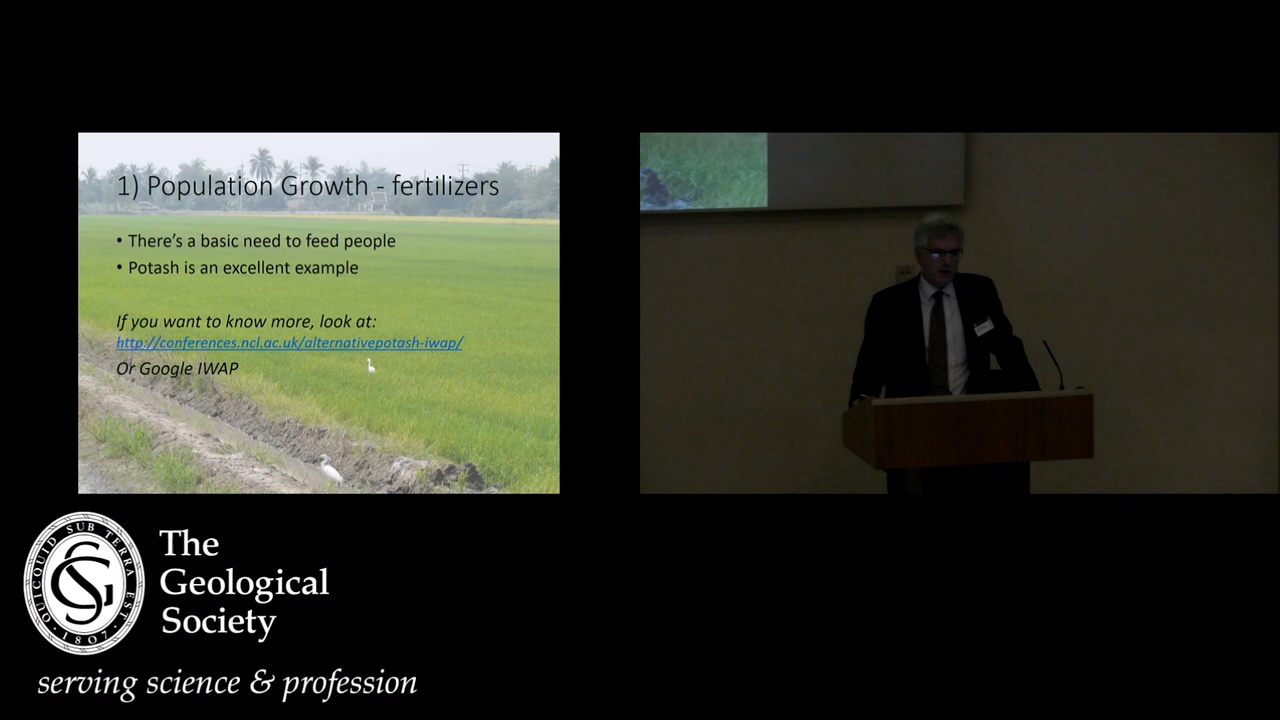 1) Population Growth - fertilizers
• There's a basic need to feed people
• Potash is an excellent example
If you want to know more, look at:
http://conferences.ncl.ac.uk/alternativepotash-iwap/
Or Google IWAP
QUICQUID SUB TERRA EST
· 1807 ·
The
Geological
Society
serving science & profession